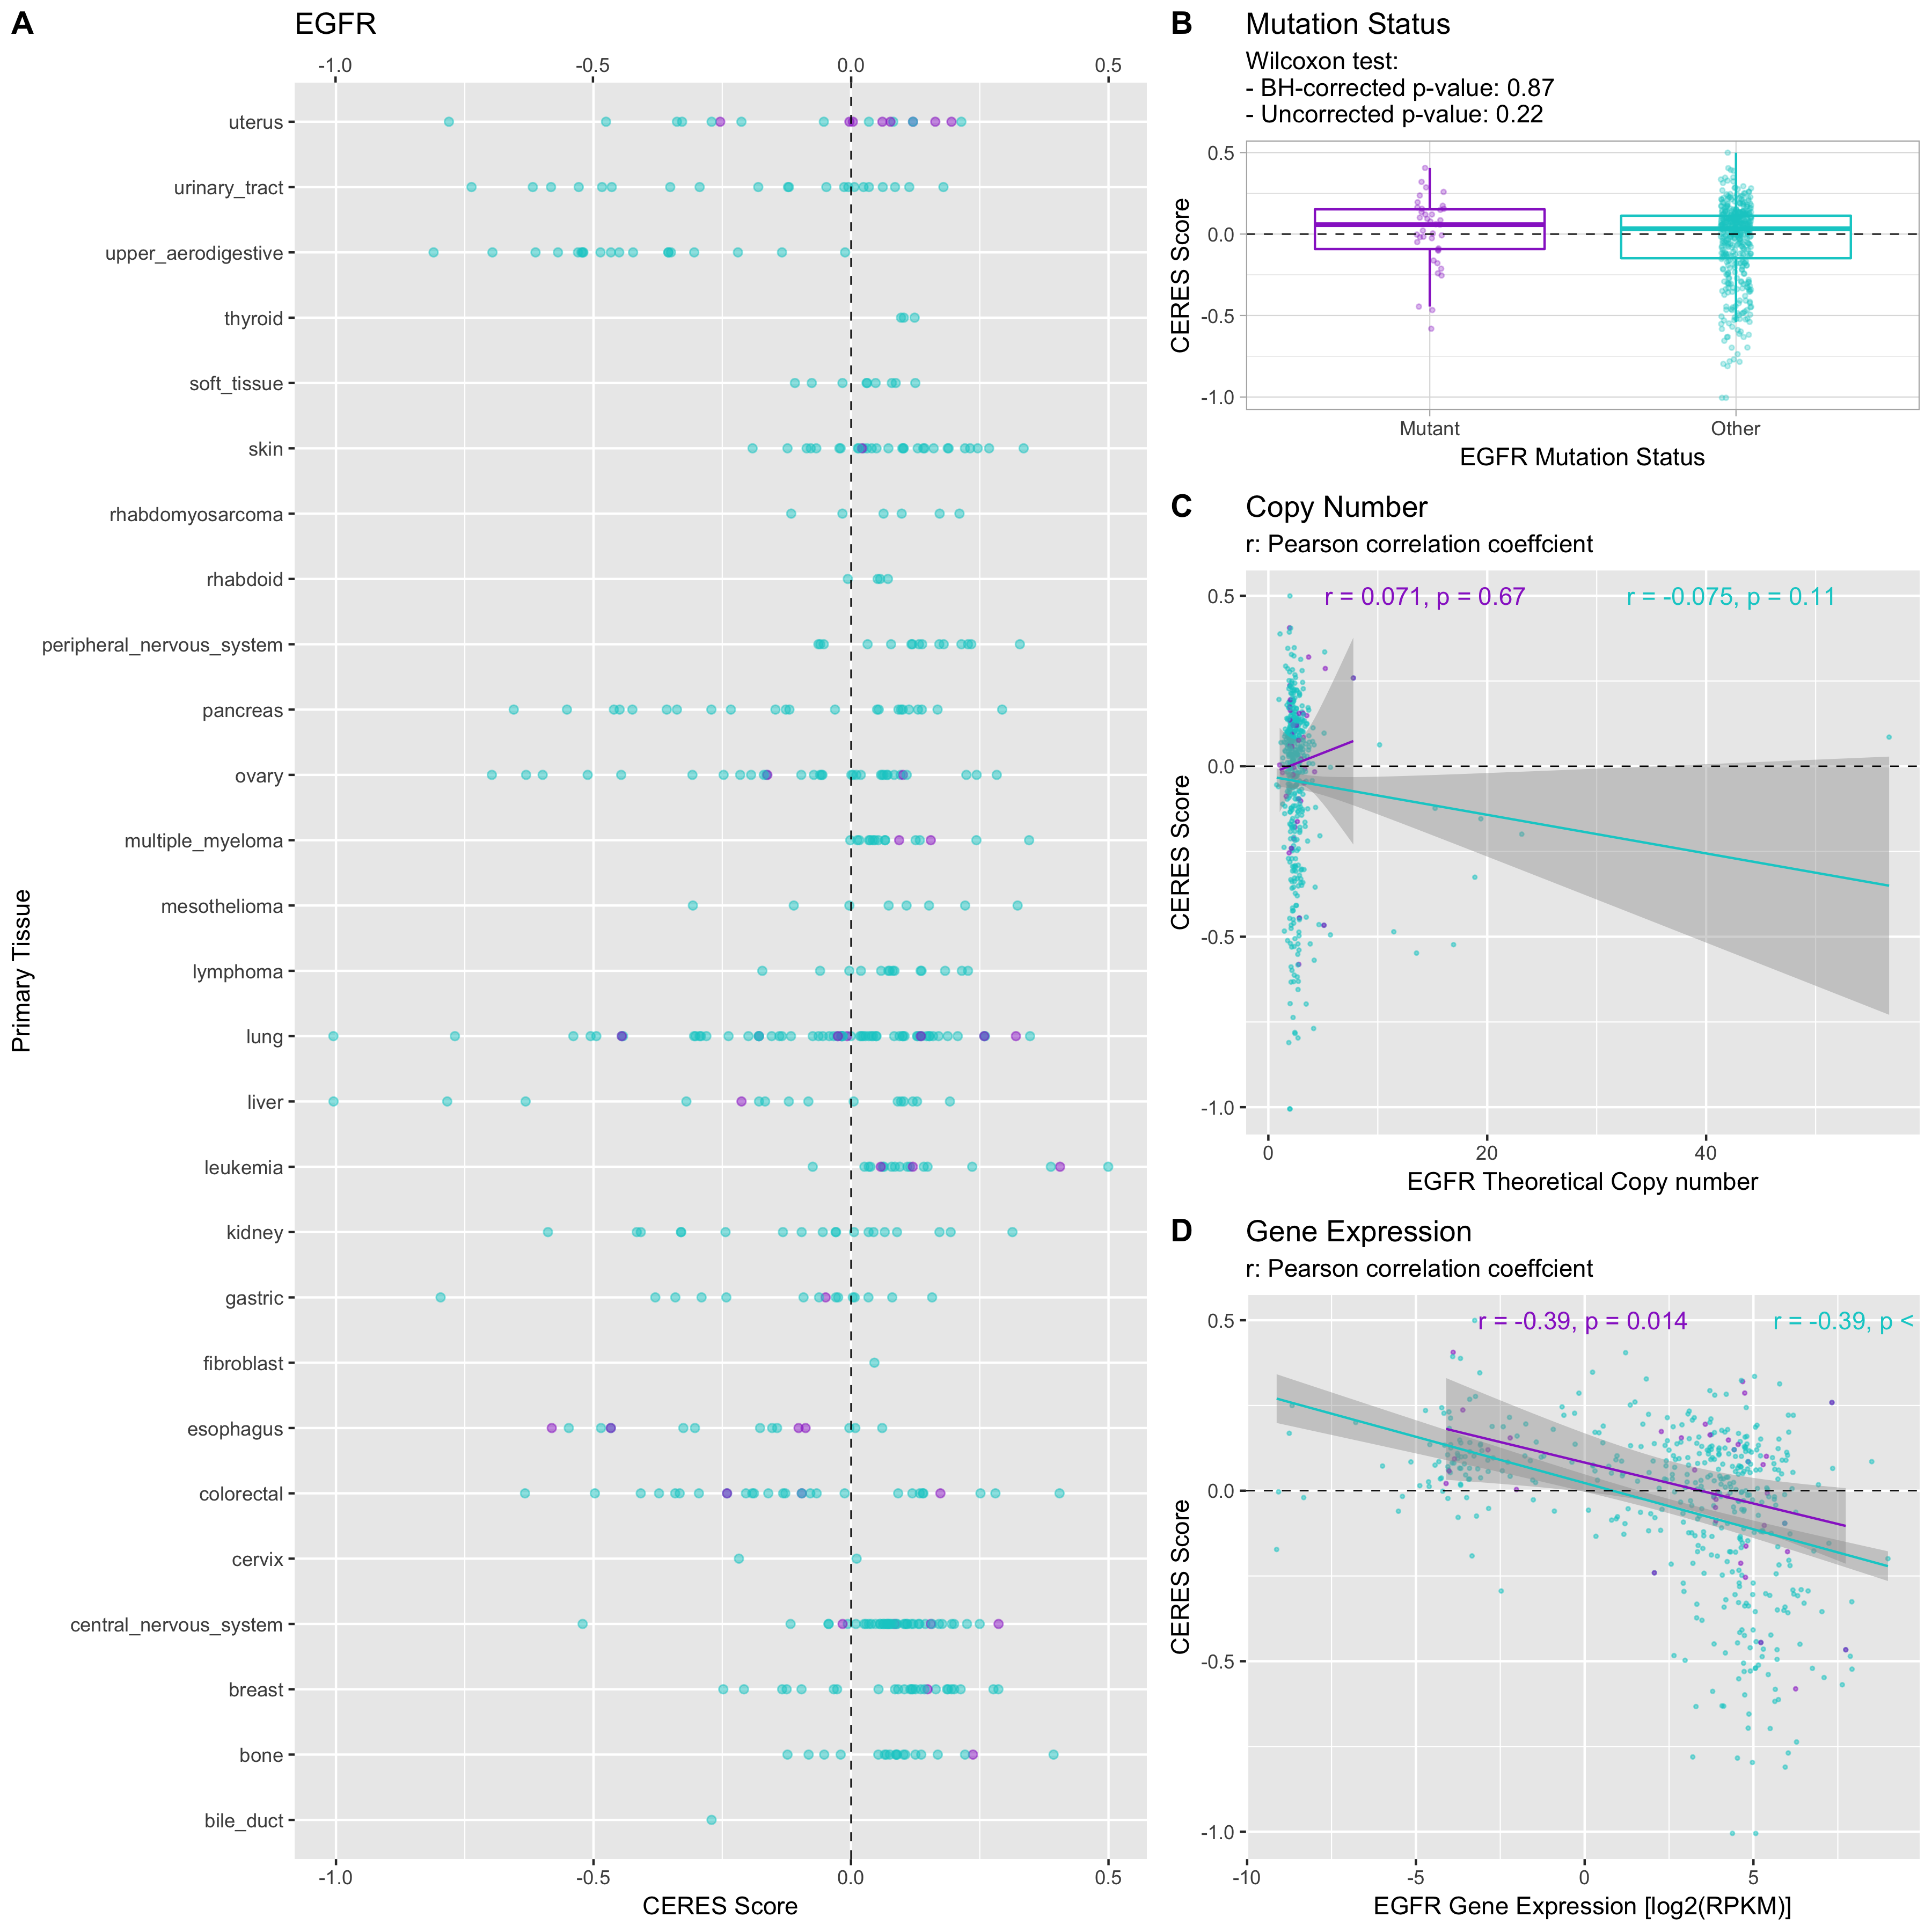 A
EGFR
-1.0 -0.5 0.0 0.5
uterus
urinary_tract
upper_aerodigestive
thyroid
soft_tissue
skin
rhabdomyosarcoma
rhabdoid
peripheral_nervous_system
pancreas
ovary
multiple_myeloma
mesothelioma
lymphoma
lung
liver
leukemia
kidney
gastric
fibroblast
esophagus
colorectal
cervix
central_nervous_system
breast
bone
bile_duct
Primary Tissue
-1.0 -0.5 0.0 0.5
CERES Score
B
Mutation Status
Wilcoxon test:
- BH-corrected p-value: 0.87
- Uncorrected p-value: 0.22
0.5
0.0
-0.5
-1.0
CERES Score
Mutant Other
EGFR Mutation Status
C
Copy Number
r: Pearson correlation coeffcient
r = 0.071, p = 0.67 r = -0.075, p = 0.11
0.5
0.0
-0.5
-1.0
CERES Score
0 20 40
EGFR Theoretical Copy number
D
Gene Expression
r: Pearson correlation coeffcient
r = -0.39, p = 0.014 r = -0.39, p <
0.5
0.0
-0.5
-1.0
CERES Score
-10 -5 0 5
EGFR Gene Expression [log2(RPKM)]